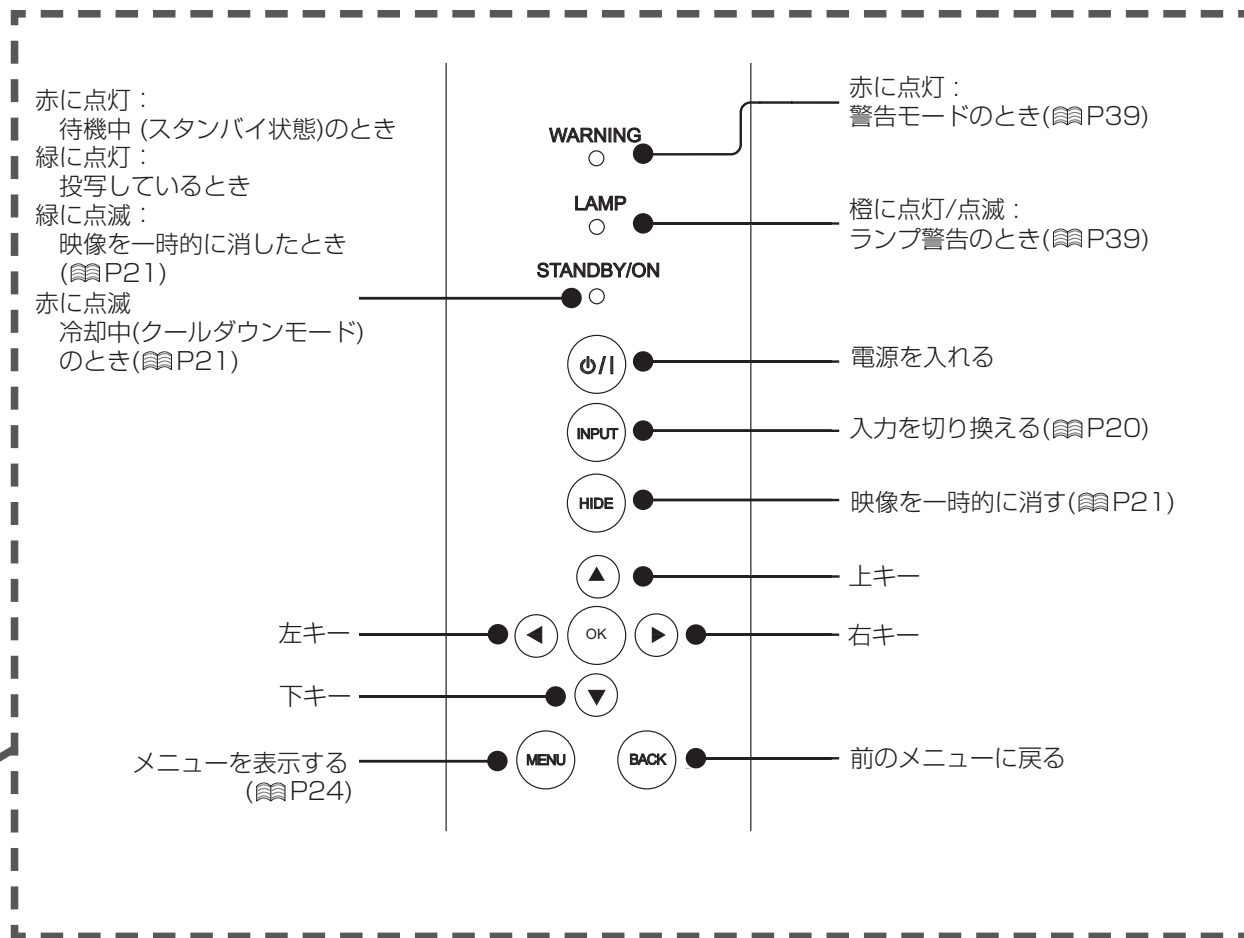 赤に点灯：
待機中 (スタンバイ状態)のとき
緑に点灯：
投写しているとき
緑に点滅：
映像を一時的に消したとき
(P21)
赤に点滅
冷却中(クールダウンモード)
のとき(P21)
左キー
下キー
メニューを表示する
(P24)
WARNING
LAMP
STANDBY/ON
⏻/I
INPUT
HIDE
▲
◀
OK
▶
▼
MENU
BACK
赤に点灯：
警告モードのとき(P39)
橙に点灯/点滅：
ランプ警告のとき(P39)
電源を入れる
入力を切り換える(P20)
映像を一時的に消す(P21)
上キー
右キー
前のメニューに戻る